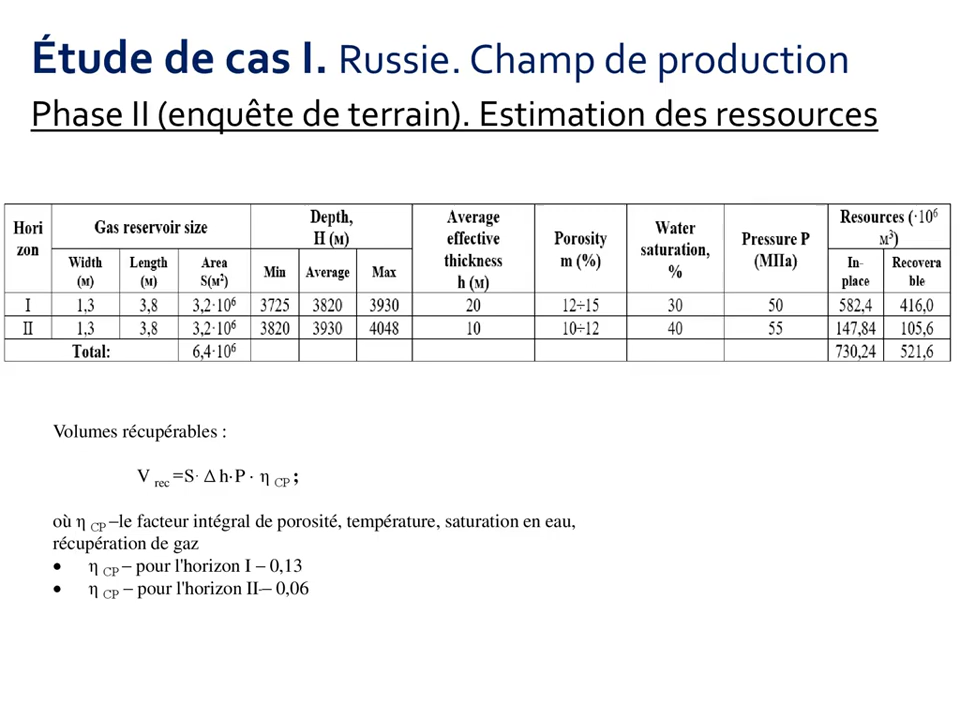 Étude de cas I. Russie. Champ de production
Phase II (enquête de terrain). Estimation des ressources
Hori zon | Gas reservoir size | Depth, H (м) | Average effective thickness h (м) | Porosity m (%) | Water saturation, % | Pressure P (МПа) | Resources (·10⁶ м³)
Width (м) | Length (м) | Area S(м²) | Min | Average | Max | In-place | Recovera ble
I | 1,3 | 3,8 | 3,2·10⁶ | 3725 | 3820 | 3930 | 20 | 12÷15 | 30 | 50 | 582,4 | 416,0
II | 1,3 | 3,8 | 3,2·10⁶ | 3820 | 3930 | 4048 | 10 | 10÷12 | 40 | 55 | 147,84 | 105,6
Total: | 6,4·10⁶ | 730,24 | 521,6
Volumes récupérables :
V rec =S· Δ h·P · η CP ;
où η CP –le facteur intégral de porosité, température, saturation en eau,
récupération de gaz
• η CP – pour l'horizon I – 0,13
• η CP – pour l'horizon II-– 0,06